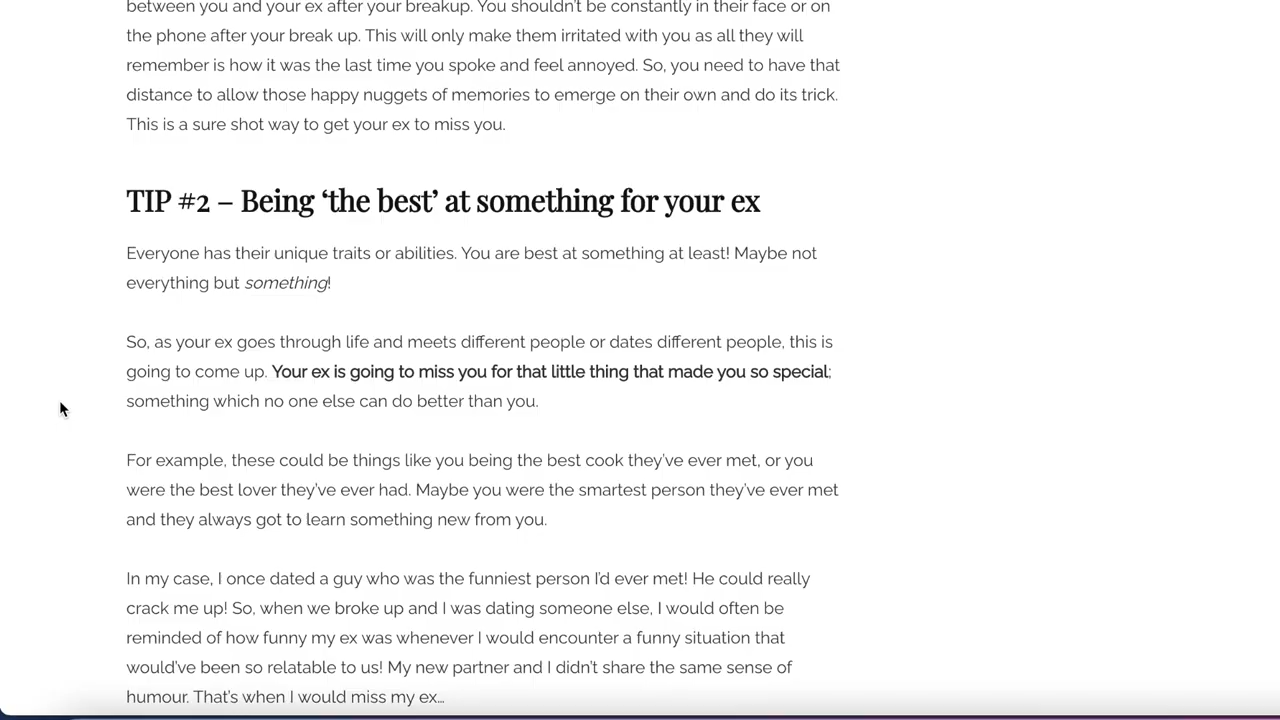 between you and your ex after your breakup. You shouldn't be constantly in their face or on
the phone after your break up. This will only make them irritated with you as all they will
remember is how it was the last time you spoke and feel annoyed. So, you need to have that
distance to allow those happy nuggets of memories to emerge on their own and do its trick.
This is a sure shot way to get your ex to miss you.
TIP #2 – Being ‘the best’ at something for your ex
Everyone has their unique traits or abilities. You are best at something at least! Maybe not
everything but something!
So, as your ex goes through life and meets different people or dates different people, this is
going to come up. Your ex is going to miss you for that little thing that made you so special;
something which no one else can do better than you.
For example, these could be things like you being the best cook they’ve ever met, or you
were the best lover they’ve ever had. Maybe you were the smartest person they’ve ever met
and they always got to learn something new from you.
In my case, I once dated a guy who was the funniest person I’d ever met! He could really
crack me up! So, when we broke up and I was dating someone else, I would often be
reminded of how funny my ex was whenever I would encounter a funny situation that
would’ve been so relatable to us! My new partner and I didn’t share the same sense of
humour. That’s when I would miss my ex…